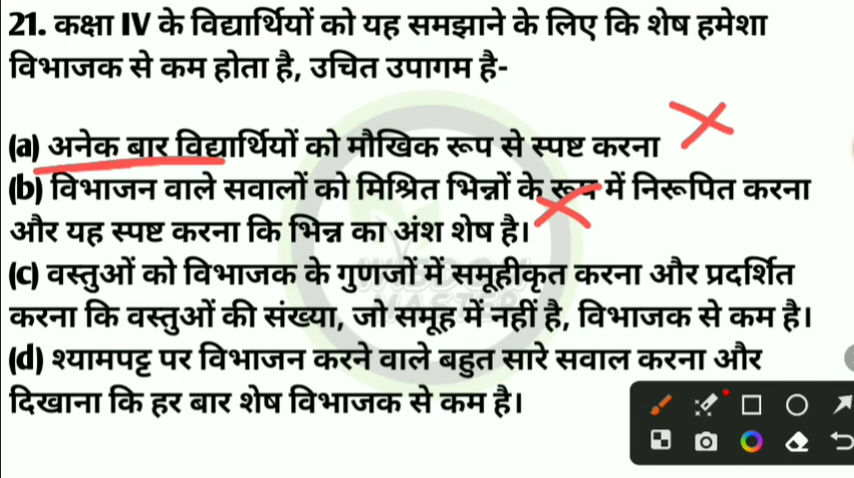 21. कक्षा IV के विद्यार्थियों को यह समझाने के लिए कि शेष हमेशा
विभाजक से कम होता है, उचित उपागम है-
(a) अनेक बार विद्यार्थियों को मौखिक रूप से स्पष्ट करना
(b) विभाजन वाले सवालों को मिश्रित भिन्नों के रूप में निरूपित करना
और यह स्पष्ट करना कि भिन्न का अंश शेष है।
(c) वस्तुओं को विभाजक के गुणजों में समूहीकृत करना और प्रदर्शित
करना कि वस्तुओं की संख्या, जो समूह में नहीं है, विभाजक से कम है।
(d) श्यामपट्ट पर विभाजन करने वाले बहुत सारे सवाल करना और
दिखाना कि हर बार शेष विभाजक से कम है।